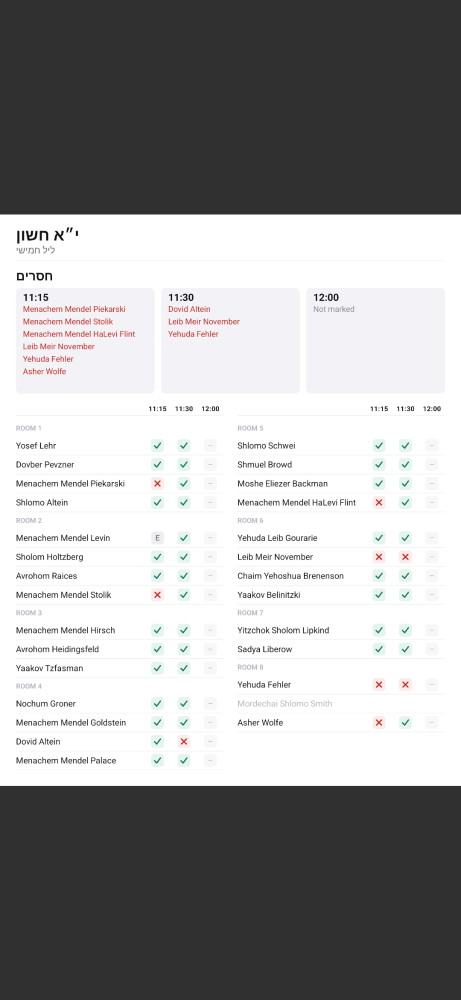 י״א חשון
ליל חמישי
חסרים
11:15
Menachem Mendel Piekarski
Menachem Mendel Stolik
Menachem Mendel HaLevi Flint
Leib Meir November
Yehuda Fehler
Asher Wolfe
11:30
Dovid Altein
Leib Meir November
Yehuda Fehler
12:00
Not marked
11:15 11:30 12:00
ROOM 1
Yosef Lehr
Dovber Pevzner
Menachem Mendel Piekarski
Shlomo Altein
ROOM 2
Menachem Mendel Levin E
Sholom Holtzberg
Avrohom Raices
Menachem Mendel Stolik
ROOM 3
Menachem Mendel Hirsch
Avrohom Heidingsfeld
Yaakov Tzfasman
ROOM 4
Nochum Groner
Menachem Mendel Goldstein
Dovid Altein
Menachem Mendel Palace
11:15 11:30 12:00
ROOM 5
Shlomo Schwei
Shmuel Browd
Moshe Eliezer Backman
Menachem Mendel HaLevi Flint
ROOM 6
Yehuda Leib Gourarie
Leib Meir November
Chaim Yehoshua Brenenson
Yaakov Belinitzki
ROOM 7
Yitzchok Sholom Lipkind
Sadya Liberow
ROOM 8
Yehuda Fehler
Mordechai Shlomo Smith
Asher Wolfe